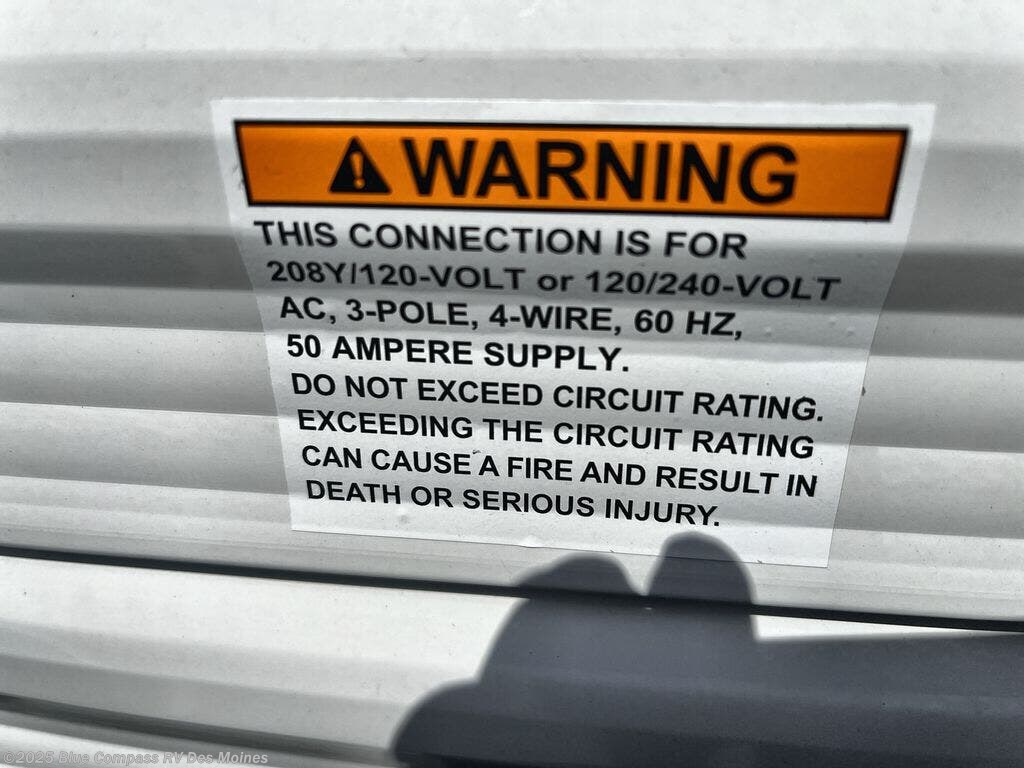 WARNING
THIS CONNECTION IS FOR
208Y/120-VOLT or 120/240-VOLT
AC, 3-POLE, 4-WIRE, 60 HZ,
50 AMPERE SUPPLY.
DO NOT EXCEED CIRCUIT RATING.
EXCEEDING THE CIRCUIT RATING
CAN CAUSE A FIRE AND RESULT IN
DEATH OR SERIOUS INJURY.
©2025 Blue Compass RV Des Moines